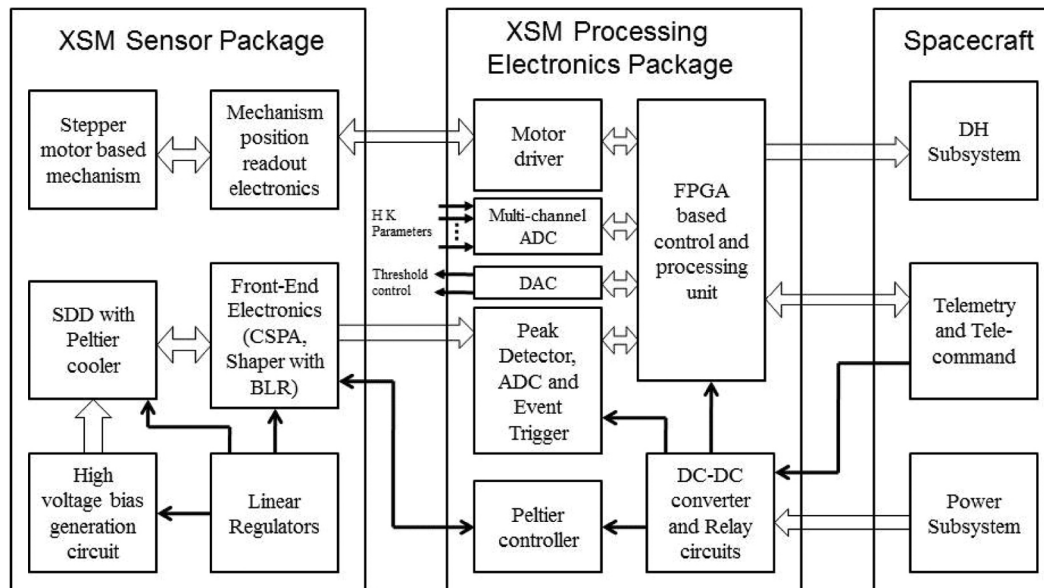 XSM Sensor Package
Stepper
motor based
mechanism
Mechanism
position
readout
electronics
SDD with
Peltier
cooler
Front-End
Electronics
(CSPA,
Shaper with
BLR)
High
voltage bias
generation
circuit
Linear
Regulators
XSM Processing
Electronics Package
Motor
driver
H K
Parameters
Multi-channel
ADC
Threshold
control
DAC
Peak
Detector,
ADC and
Event
Trigger
FPGA
based
control and
processing
unit
Peltier
controller
DC-DC
converter
and Relay
circuits
Spacecraft
DH
Subsystem
Telemetry
and Tele-
command
Power
Subsystem